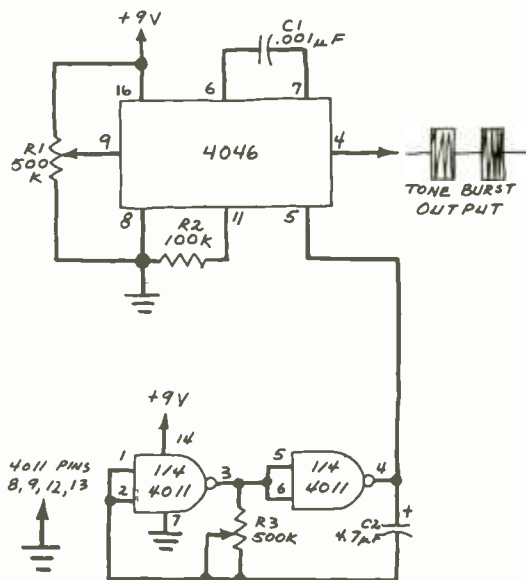 +9V
C1
.001µF
16
6
7
R1
500
K
9
4046
4
TONE BURST
OUTPUT
8
R2
100K
11
5
+9V
14
4011 PINS
8, 9, 12, 13
1
2
1/4
4011
3
7
R3
500K
5
6
1/4
4011
4
+
C2
4.7µF